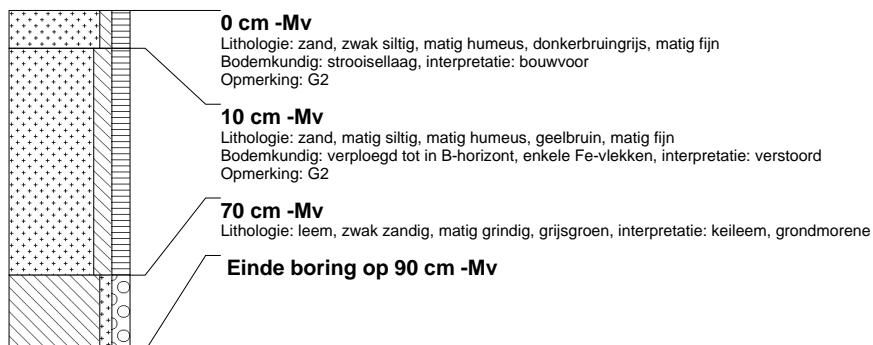 0 cm -Mv
Lithologie: zand, zwak siltig, matig humeus, donkerbruingrijs, matig fijn
Bodemkundig: strooisellaag, interpretatie: bouwvoor
Opmerking: G2
10 cm -Mv
Lithologie: zand, matig siltig, matig humeus, geelbruin, matig fijn
Bodemkundig: verploegd tot in B-horizont, enkele Fe-vlekken, interpretatie: verstoord
Opmerking: G2
70 cm -Mv
Lithologie: leem, zwak zandig, matig grindig, grijsgroen, interpretatie: keileem, grondmorene
Einde boring op 90 cm -Mv